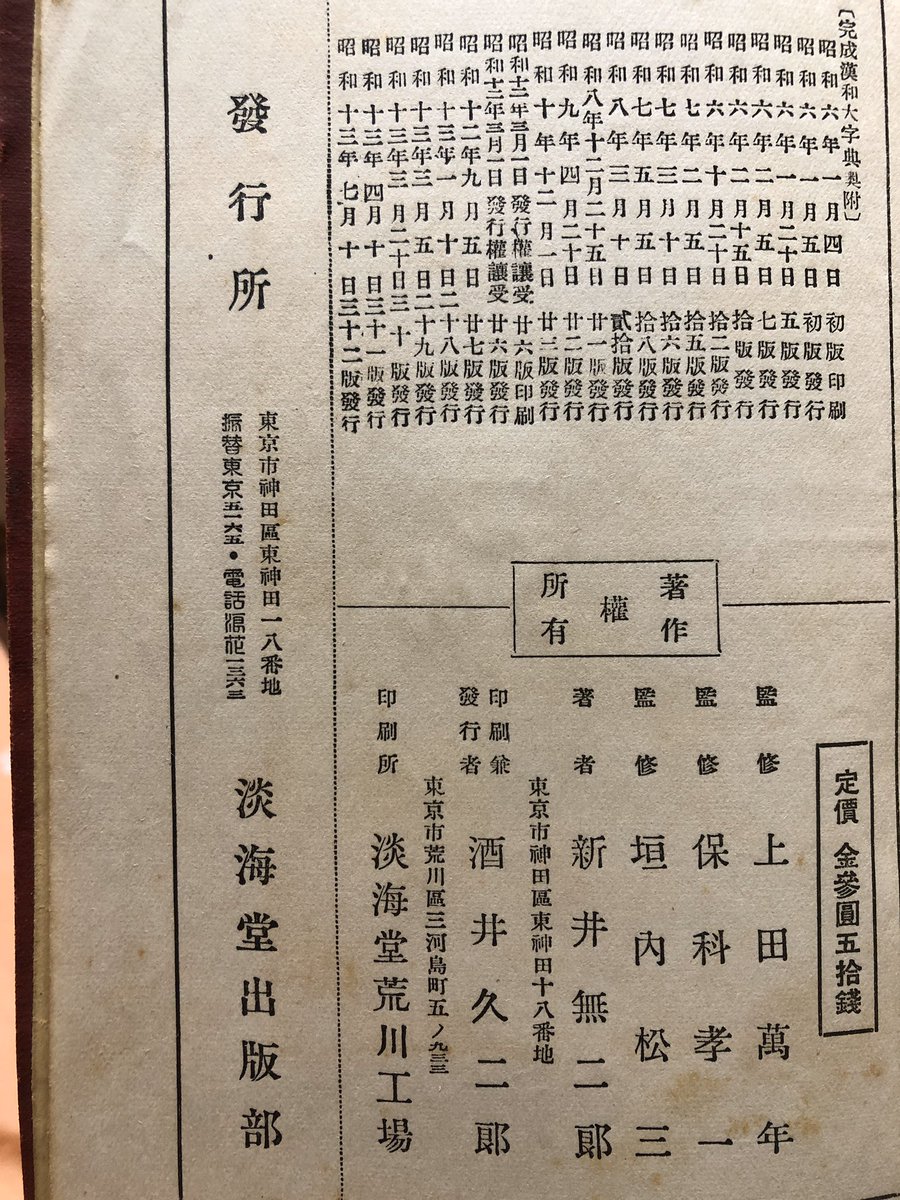 〔完成漢和大字典奥附〕
昭和六年一月四日 初版印刷
昭和六年一月五日 初版發行
昭和六年一月二十日 五版發行
昭和六年二月五日 七版發行
昭和六年二月十五日 拾版發行
昭和六年十月二十日 拾二版發行
昭和七年二月五日 拾五版發行
昭和七年三月十日 拾六版發行
昭和七年五月五日 拾八版發行
昭和八年三月十日 貳拾版發行
昭和八年十二月二十五日 廿一版發行
昭和九年四月二十日 廿二版發行
昭和十年十二月一日 廿三版發行
昭和十二年三月一日發行權讓受 廿六版印刷
昭和十二年三月一日發行權讓受 廿六版發行
昭和十二年九月五日 廿七版發行
昭和十三年一月十日二十八版發行
昭和十三年三月五日二十九版發行
昭和十三年三月二十日三十版發行
昭和十三年四月十日三十一版發行
昭和十三年七月十日三十二版發行
著作
權
所有
定價 金參圓五拾錢
監修 上田萬年
監修 保科孝一
監修 垣內松三
著者 新井無二郎
東京市神田區東神田十八番地
印刷兼
發行者 酒井久二郎
東京市荒川區三河島町五ノ九三三
印刷所 淡海堂荒川工場
發行所
東京市神田區東神田一八番地
振替東京五一六五・電話浪花一三六三
淡海堂出版部